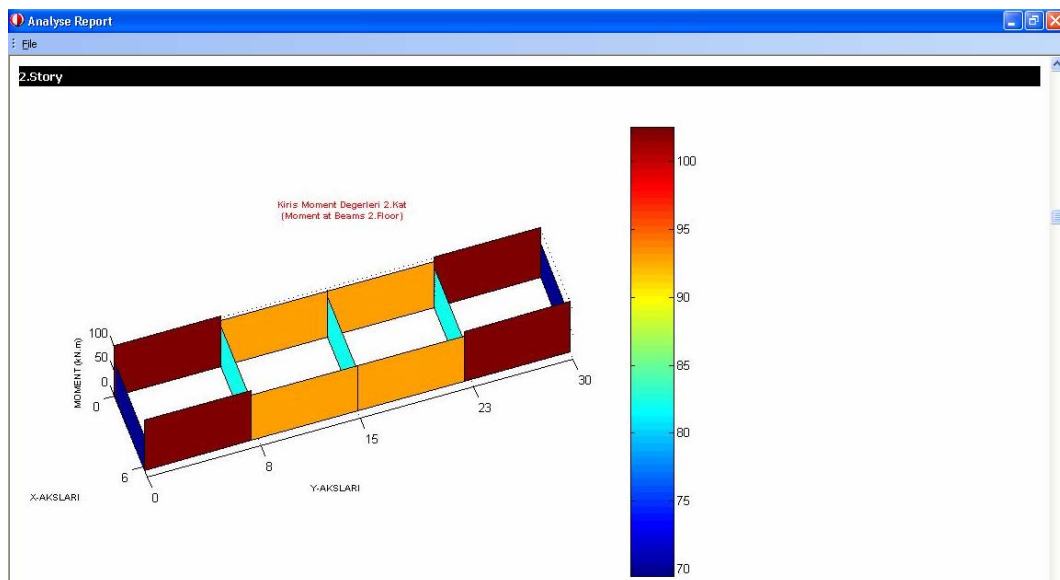 Analyse Report
File
2.Story
Kiris Moment Degerleri 2.Kat
(Moment at Beams 2.Floor)
100
95
90
85
80
75
70
MOMENT (kN.m)
100
50
0
0
6
X-AKSLARI
0
8
15
23
30
Y-AKSLARI